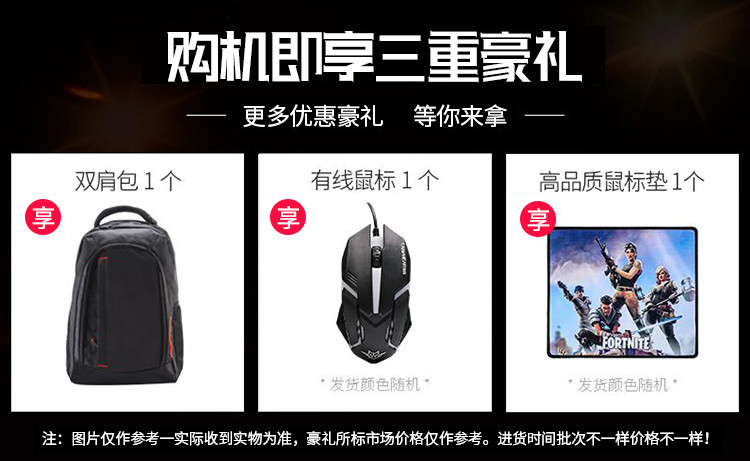 购机即享三重豪礼
更多优惠豪礼 等你来拿
双肩包1个
享
有线鼠标1个
享
*发货颜色随机*
高品质鼠标垫1个
享
FORTNITE
*发货颜色随机*
注：图片仅作参考一实际收到实物为准，豪礼所标市场价格仅作参考。进货时间批次不一样价格不一样！